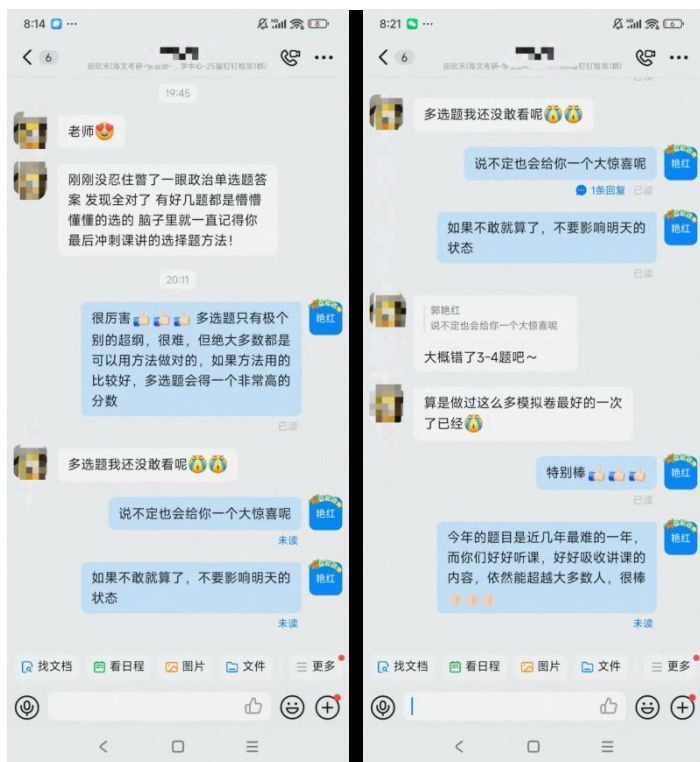 8:14
6
19:45
老师
刚刚没忍住瞥了一眼政治单选题答
案 发现全对了 有好几题都是懵懵
懂懂的选的 脑子里就一直记得你
最后冲刺课讲的选择题方法！
20:11
很厉害 多选题只有极个
别的超纲，很难，但绝大多数都是
可以用方法做对的，如果方法用的
比较好，多选题会得一个非常高的
分数
艳红
已读
多选题我还没敢看呢
说不定也会给你一个大惊喜呢
艳红
未读
如果不敢就算了，不要影响明天的
状态
艳红
未读
找文档
看日程
图片
文件
更多
8:21
6
多选题我还没敢看呢
说不定也会给你一个大惊喜呢
艳红
1条回复 已读
如果不敢就算了，不要影响明天的
状态
艳红
已读
郭艳红
说不定也会给你一个大惊喜呢
大概错了3-4题吧～
算是做过这么多模拟卷最好的一次
了已经
特别棒
艳红
已读
今年的题目是近几年最难的一年，
而你们好好听课，好好吸收讲课的
内容，依然能超越大多数人，很棒
艳红
未读
找文档
看日程
图片
文件
更多